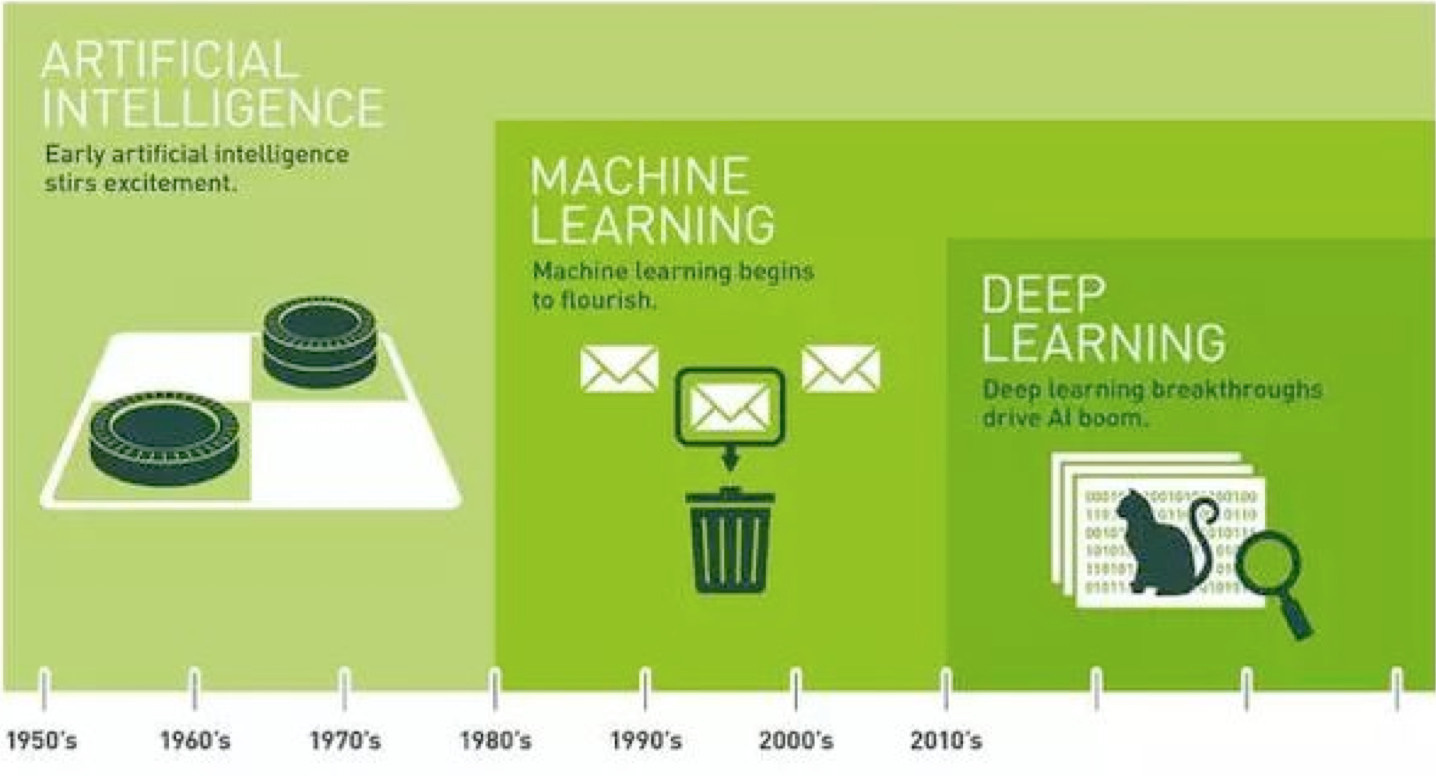 ARTIFICIAL
INTELLIGENCE
Early artificial intelligence
stirs excitement.
MACHINE
LEARNING
Machine learning begins
to flourish.
DEEP
LEARNING
Deep learning breakthroughs
drive AI boom.
1950's
1960's
1970's
1980's
1990's
2000's
2010's